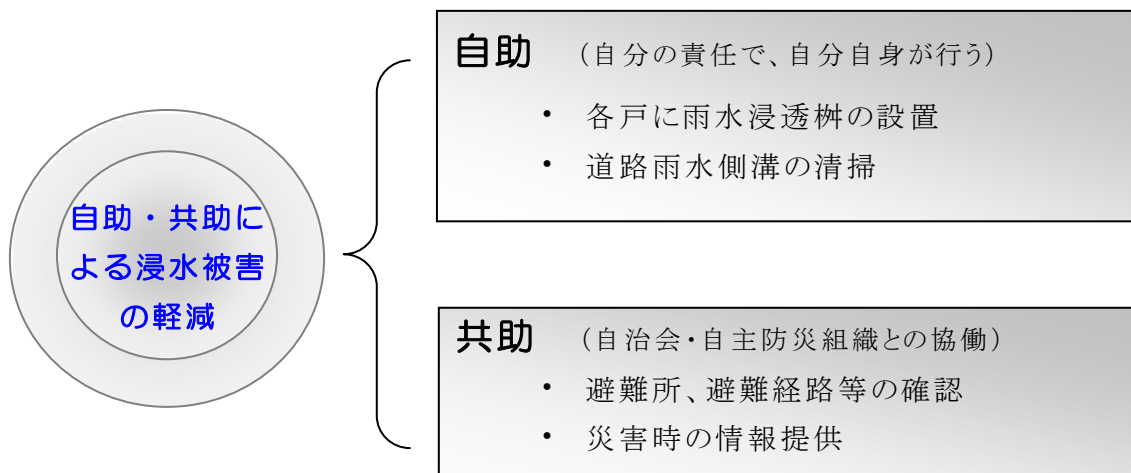 自助・共助に
よる浸水被害
の軽減
自助 （自分の責任で、自分自身が行う）
・ 各戸に雨水浸透桝の設置
・ 道路雨水側溝の清掃
共助 （自治会・自主防災組織との協働）
・ 避難所、避難経路等の確認
・ 災害時の情報提供